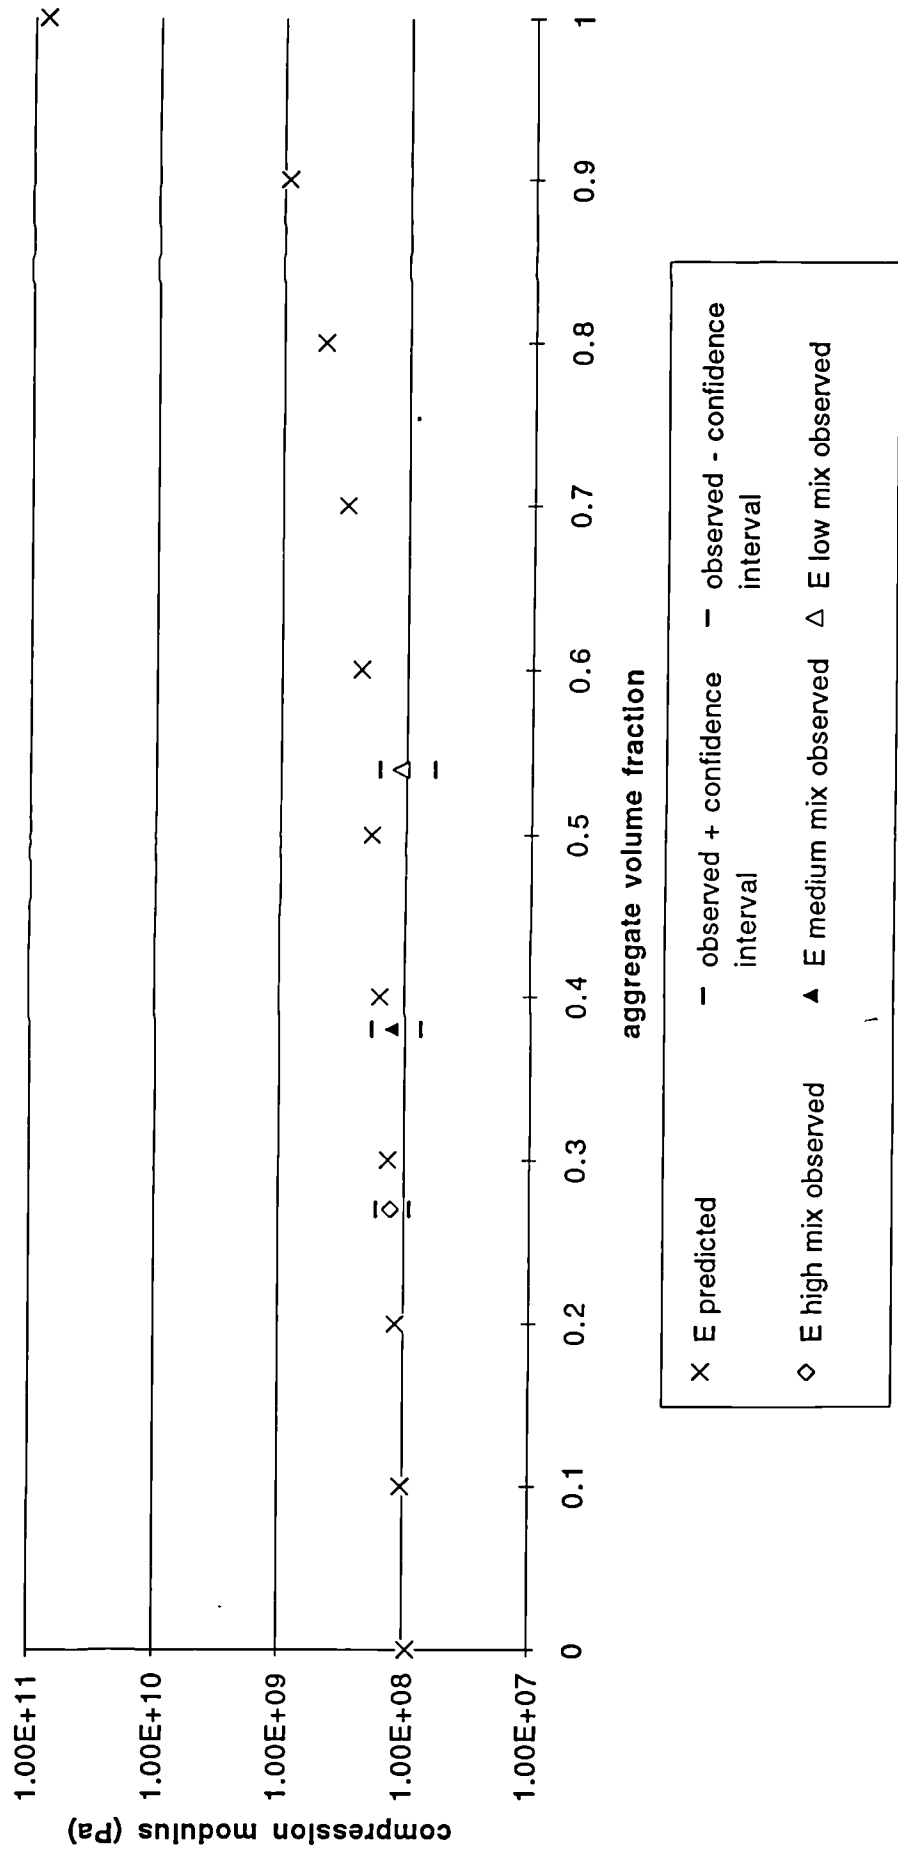 compression modulus (Pa)
1.00E+11
1.00E+10
1.00E+09
1.00E+08
1.00E+07
0 0.1 0.2 0.3 0.4 0.5 0.6 0.7 0.8 0.9 1
aggregate volume fraction
E predicted
observed + confidence
interval
observed - confidence
interval
E high mix observed
E medium mix observed
E low mix observed